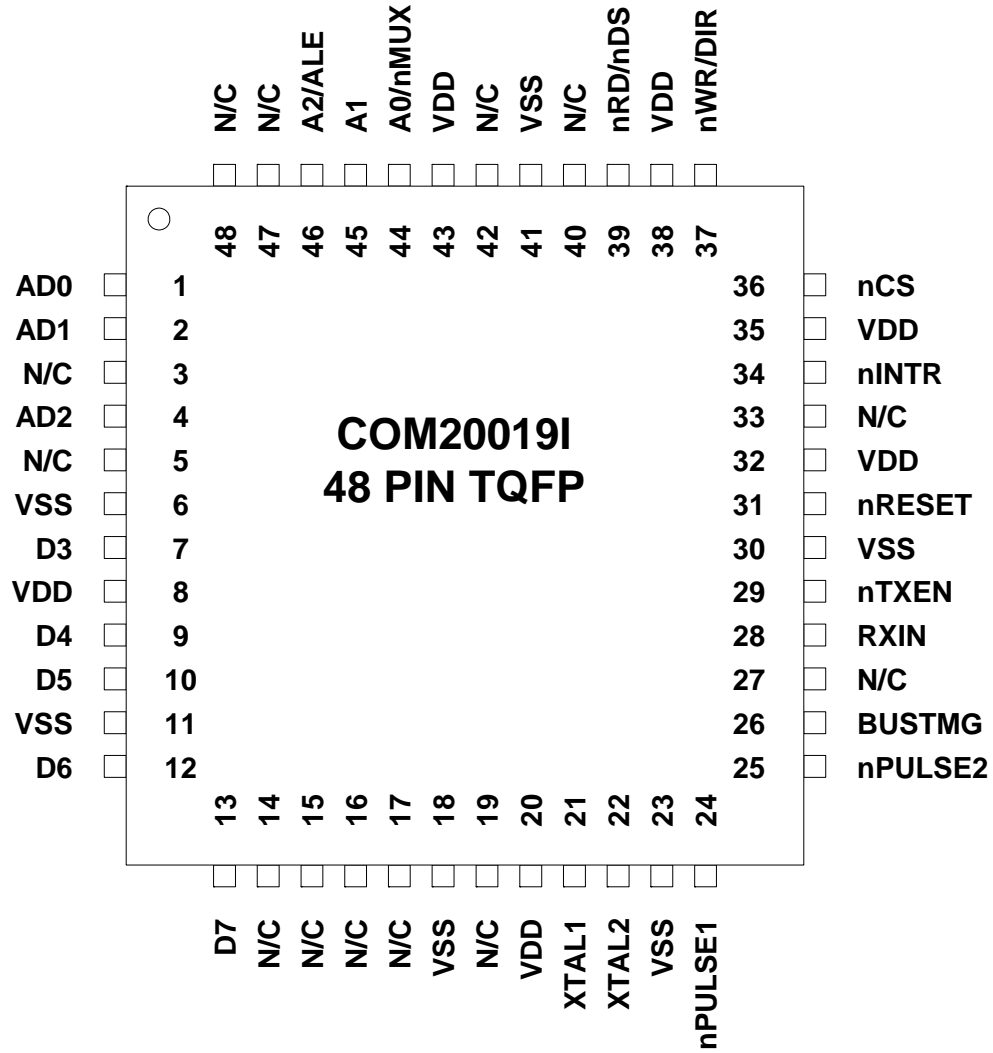 N/C
N/C
A2/ALE
A1
A0/nMUX
VDD
N/C
VSS
N/C
nRD/nDS
VDD
nWR/DIR
48
47
46
45
44
43
42
41
40
39
38
37
AD0 1
AD1 2
N/C 3
AD2 4
N/C 5
VSS 6
D3 7
VDD 8
D4 9
D5 10
VSS 11
D6 12
COM20019I
48 PIN TQFP
36 nCS
35 VDD
34 nINTR
33 N/C
32 VDD
31 nRESET
30 VSS
29 nTXEN
28 RXIN
27 N/C
26 BUSTMG
25 nPULSE2
13
14
15
16
17
18
19
20
21
22
23
24
D7
N/C
N/C
N/C
N/C
VSS
N/C
VDD
XTAL1
XTAL2
VSS
nPULSE1